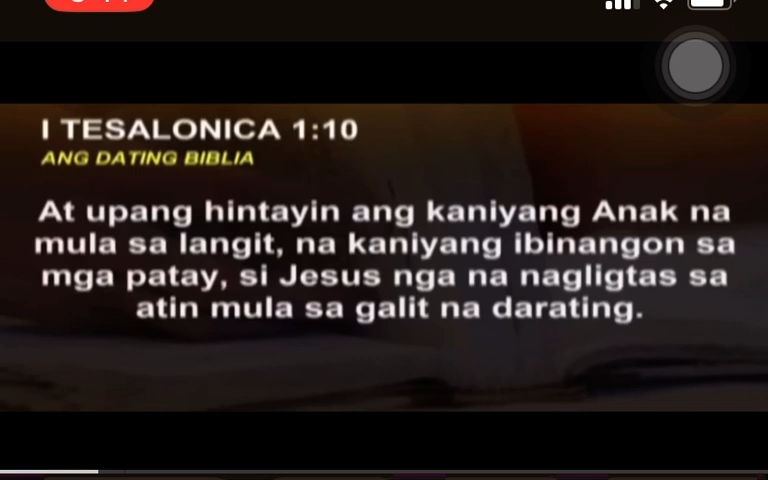 I TESALONICA 1:10
ANG DATING BIBLIA
At upang hintayin ang kaniyang Anak na
mula sa langit, na kaniyang ibinangon sa
mga patay, si Jesus nga na nagligtas sa
atin mula sa galit na darating.